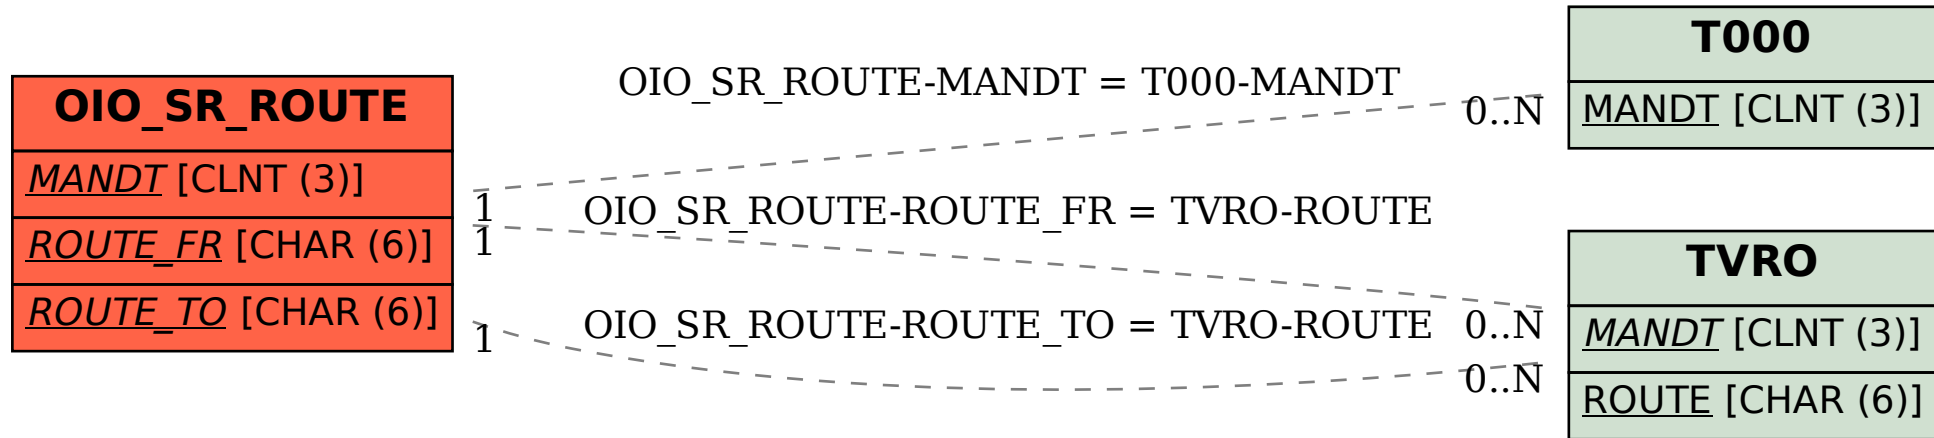 OIO_SR_ROUTE
MANDT [CLNT (3)]
ROUTE_FR [CHAR (6)]
ROUTE_TO [CHAR (6)]
OIO_SR_ROUTE-MANDT = T000-MANDT
1
0..N
OIO_SR_ROUTE-ROUTE_FR = TVRO-ROUTE
1
0..N
OIO_SR_ROUTE-ROUTE_TO = TVRO-ROUTE
1
0..N
T000
MANDT [CLNT (3)]
TVRO
MANDT [CLNT (3)]
ROUTE [CHAR (6)]